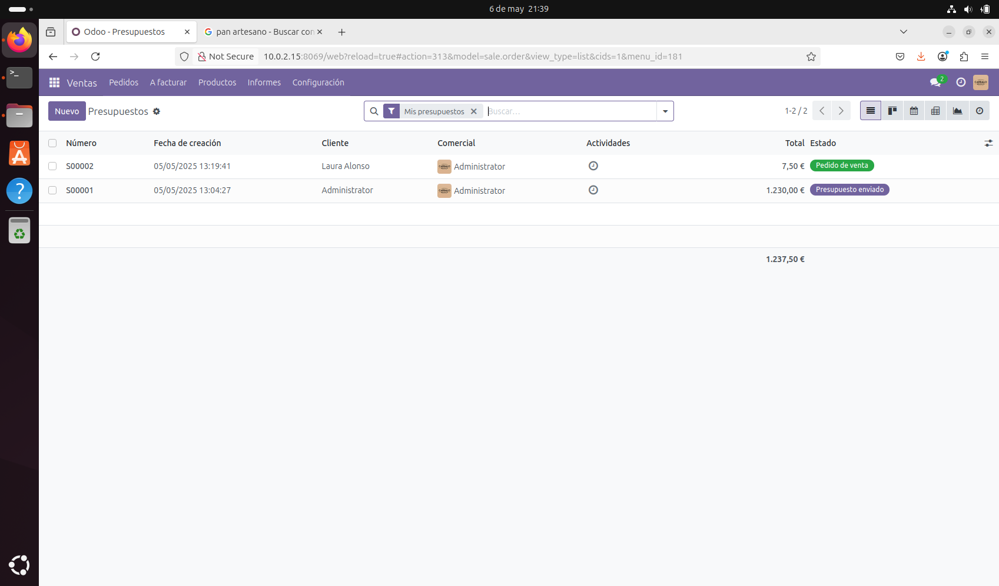 6 de may 21:39
Odoo - Presupuestos
pan artesano - Buscar con
Not Secure 10.0.2.15:8069/web?reload=true#action=313&model=sale.order&view_type=list&cids=1&menu_id=181
Ventas Pedidos A facturar Productos Informes Configuración 2
Nuevo Presupuestos Mis presupuestos Buscar... 1-2 / 2
Número Fecha de creación Cliente Comercial Actividades Total Estado
S00002 05/05/2025 13:19:41 Laura Alonso Administrator 7,50 € Pedido de venta
S00001 05/05/2025 13:04:27 Administrator Administrator 1.230,00 € Presupuesto enviado
1.237,50 €